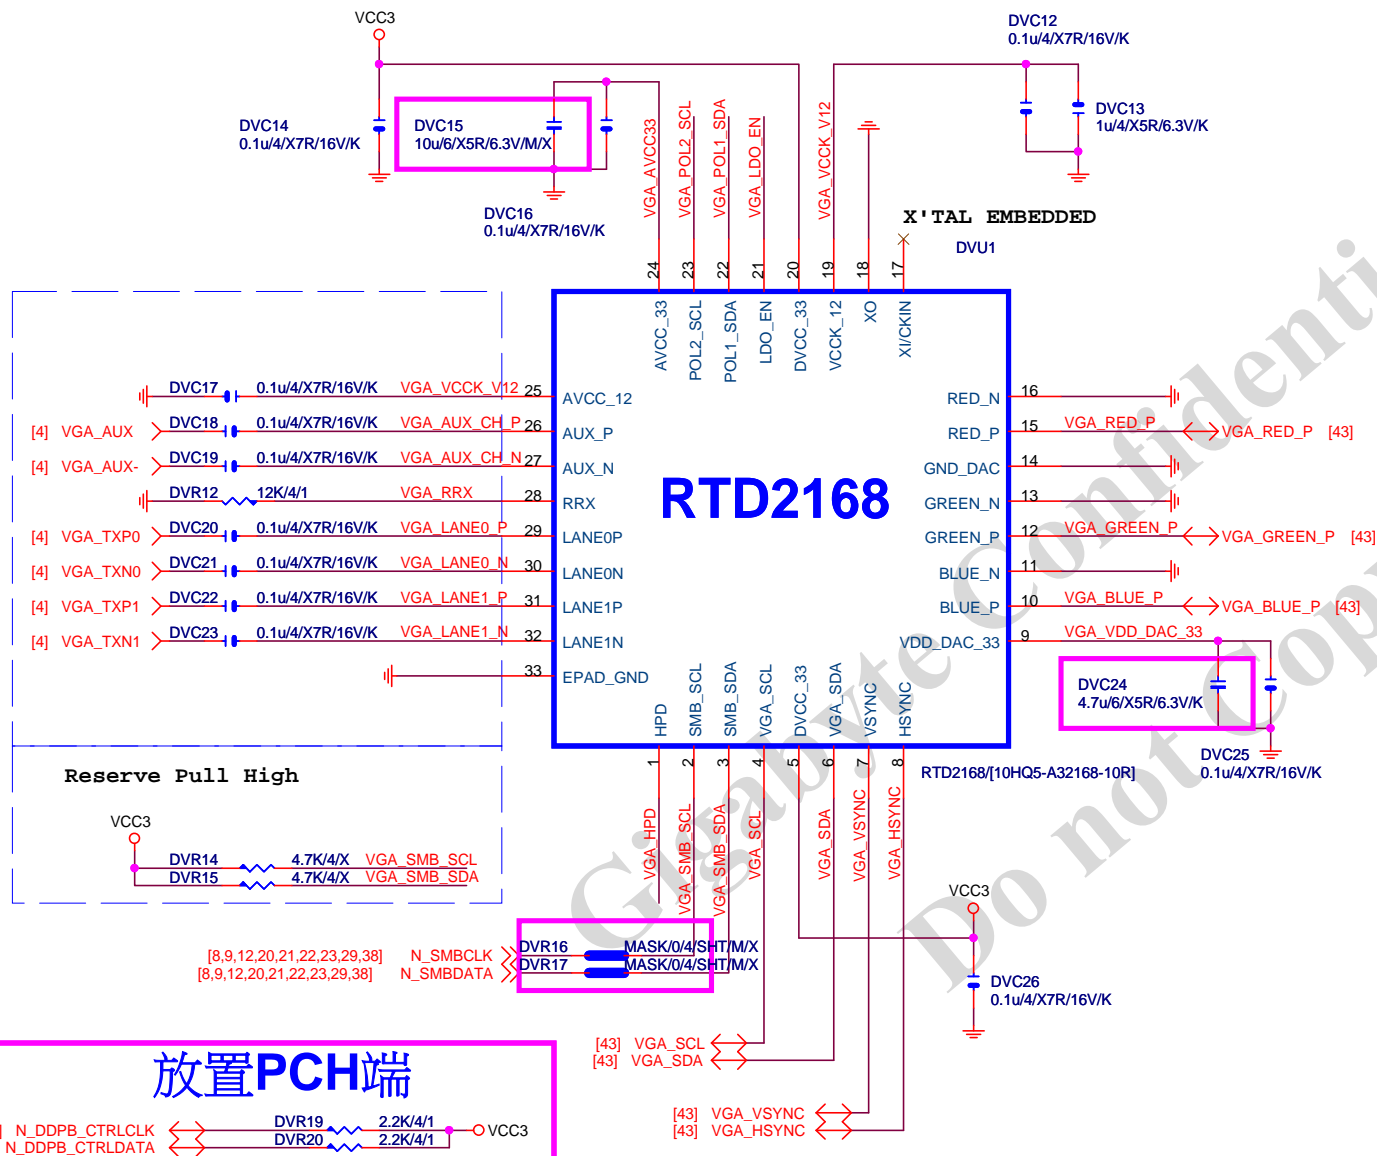 VCC3
DVC12
0.1u/4/X7R/16V/K
DVC14
0.1u/4/X7R/16V/K
DVC15
10u/6/X5R/6.3V/M/X
DVC13
1u/4/X5R/6.3V/K
DVC16
0.1u/4/X7R/16V/K
VGA_AVCC33
VGA_POL2_SCL
VGA_POL1_SDA
VGA_LDO_EN
VGA_VCCK_V12
X'TAL EMBEDDED
DVU1
24
23
22
21
20
19
18
17
AVCC_33
POL2_SCL
POL1_SDA
LDO_EN
DVCC_33
VCCK_12
XO
XI/CKIN
DVC17 0.1u/4/X7R/16V/K VGA_VCCK_V12 25 AVCC_12
[4] VGA_AUX DVC18 0.1u/4/X7R/16V/K VGA_AUX_CH_P 26 AUX_P
[4] VGA_AUX- DVC19 0.1u/4/X7R/16V/K VGA_AUX_CH_N 27 AUX_N
DVR12 12K/4/1 VGA_RRX 28 RRX
[4] VGA_TXP0 DVC20 0.1u/4/X7R/16V/K VGA_LANE0_P 29 LANE0P
[4] VGA_TXN0 DVC21 0.1u/4/X7R/16V/K VGA_LANE0_N 30 LANE0N
[4] VGA_TXP1 DVC22 0.1u/4/X7R/16V/K VGA_LANE1_P 31 LANE1P
[4] VGA_TXN1 DVC23 0.1u/4/X7R/16V/K VGA_LANE1_N 32 LANE1N
33 EPAD_GND
RTD2168
RED_N 16
RED_P 15 VGA_RED_P VGA_RED_P [43]
GND_DAC 14
GREEN_N 13
GREEN_P 12 VGA_GREEN_P VGA_GREEN_P [43]
BLUE_N 11
BLUE_P 10 VGA_BLUE_P VGA_BLUE_P [43]
VDD_DAC_33 9 VGA_VDD_DAC_33
DVC24
4.7u/6/X5R/6.3V/K
DVC25
0.1u/4/X7R/16V/K
HPD
SMB_SCL
SMB_SDA
VGA_SCL
DVCC_33
VGA_SDA
VSYNC
HSYNC
1
2
3
4
5
6
7
8
RTD2168/[10HQ5-A32168-10R]
VGA_HPD
VGA_SMB_SCL
VGA_SMB_SDA
VGA_SCL
VGA_SDA
VGA_VSYNC
VGA_HSYNC
Reserve Pull High
VCC3
DVR14 4.7K/4/X VGA_SMB_SCL
DVR15 4.7K/4/X VGA_SMB_SDA
[8,9,12,20,21,22,23,29,38] N_SMBCLK DVR16 MASK/0/4/SHT/M/X
[8,9,12,20,21,22,23,29,38] N_SMBDATA DVR17 MASK/0/4/SHT/M/X
VCC3
DVC26
0.1u/4/X7R/16V/K
[43] VGA_SCL
[43] VGA_SDA
[43] VGA_VSYNC
[43] VGA_HSYNC
放置PCH端
] N_DDPB_CTRLCLK DVR19 2.2K/4/1 VCC3
N_DDPB_CTRLDATA DVR20 2.2K/4/1
Gigabyte Confidenti
Do not Copy